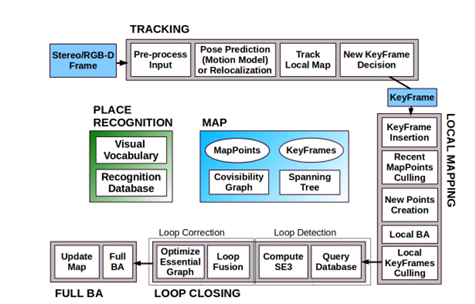 TRACKING
Stereo/RGB-D
Frame
Pre-process
Input
Pose Prediction
(Motion Model)
or Relocalization
Track
Local Map
New KeyFrame
Decision
KeyFrame
PLACE
RECOGNITION
Visual
Vocabulary
Recognition
Database
MAP
MapPoints
KeyFrames
Covisibility
Graph
Spanning
Tree
LOCAL MAPPING
KeyFrame
Insertion
Recent
MapPoints
Culling
New Points
Creation
Local BA
Local
KeyFrames
Culling
Loop Correction
Loop Detection
Update
Map
Full
BA
Optimize
Essential
Graph
Loop
Fusion
Compute
SE3
Query
Database
FULL BA
LOOP CLOSING